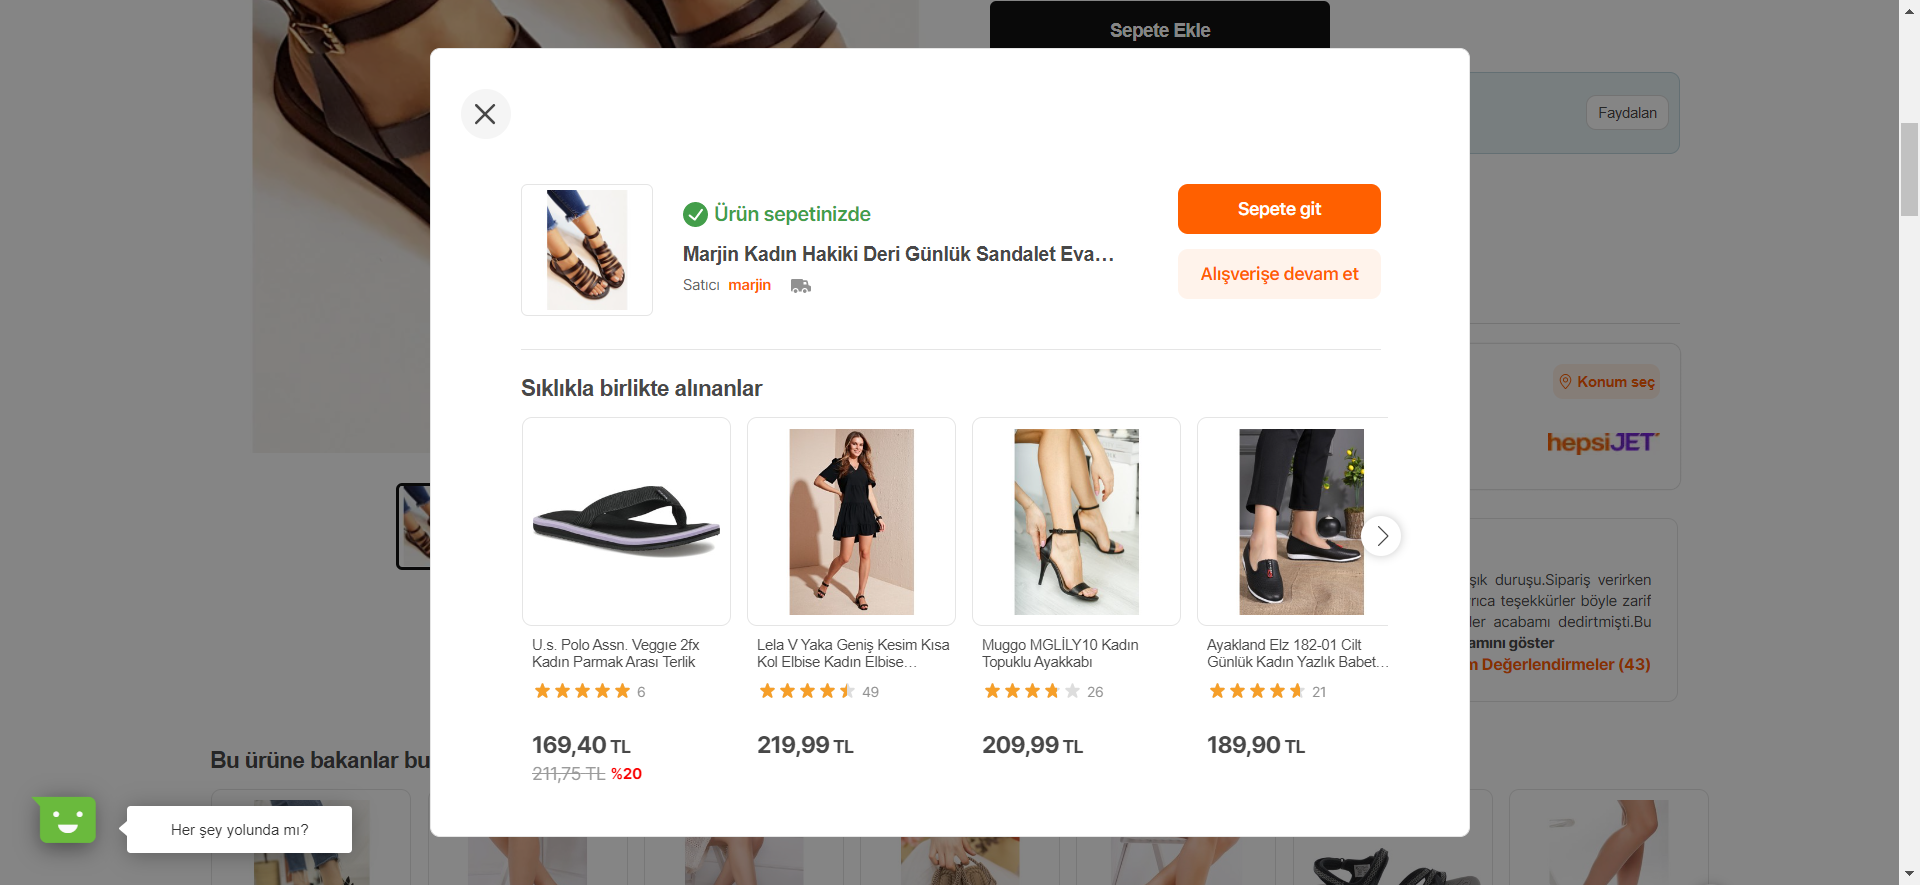 Sepete Ekle
Faydalan
Ürün sepetinizde
Marjin Kadın Hakiki Deri Günlük Sandalet Eva...
Satıcı marjin
Sepete git
Alışverişe devam et
Konum seç
hepsiJET
Sıklıkla birlikte alınanlar
U.s. Polo Assn. Veggıe 2fx
Kadın Parmak Arası Terlik
6
169,40 TL
211,75 TL %20
Lela V Yaka Geniş Kesim Kısa
Kol Elbise Kadın Elbise...
49
219,99 TL
Muggo MGLİLY10 Kadın
Topuklu Ayakkabı
26
209,99 TL
Ayakland Elz 182-01 Cilt
Günlük Kadın Yazlık Babet...
21
189,90 TL
şık duruşu.Sipariş verirken
rıca teşekkürler böyle zarif
ler acabamı dedirtmişti.Bu
amını göster
m Değerlendirmeler (43)
Bu ürüne bakanlar bu
Her şey yolunda mı?